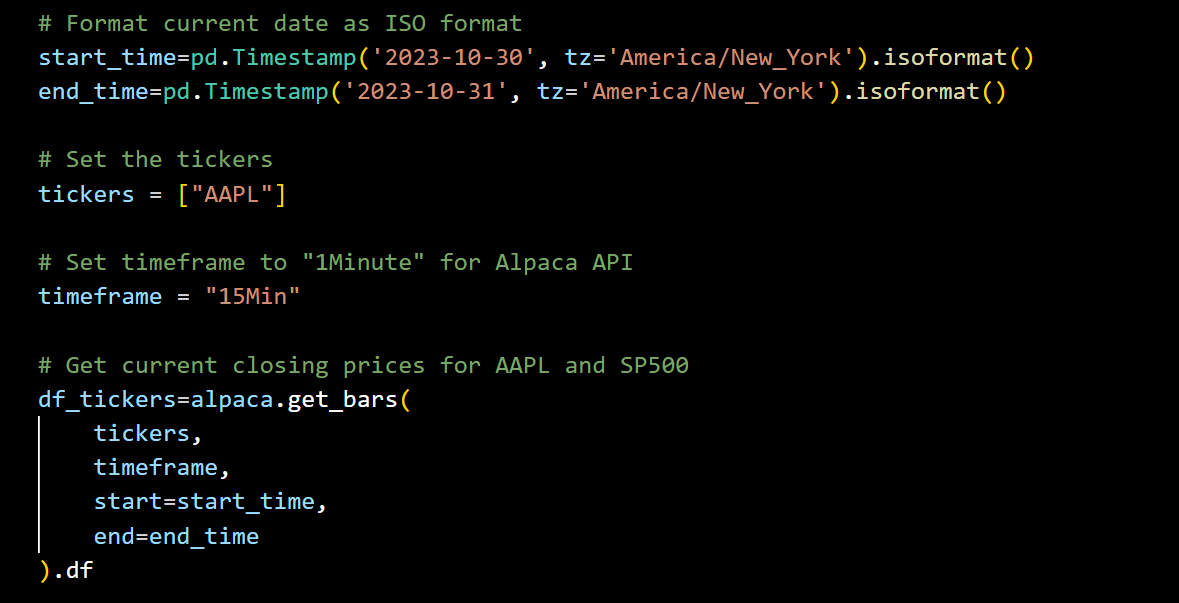 # Format current date as ISO format
start_time=pd.Timestamp('2023-10-30', tz='America/New_York').isoformat()
end_time=pd.Timestamp('2023-10-31', tz='America/New_York').isoformat()
# Set the tickers
tickers = ["AAPL"]
# Set timeframe to "1Minute" for Alpaca API
timeframe = "15Min"
# Get current closing prices for AAPL and SP500
df_tickers=alpaca.get_bars(
    tickers,
    timeframe,
    start=start_time,
    end=end_time
).df